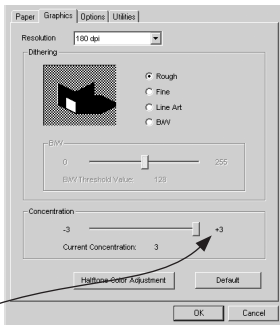 Paper Graphics Options Utilities
Resolution 180 dpi
Dithering
Rough
Fine
Line Art
B/W
B/W
0 255
B/W Threshold Value: 128
Concentration
-3 +3
Current Concentration: 3
Halftone Color Adjustment Default
OK Cancel